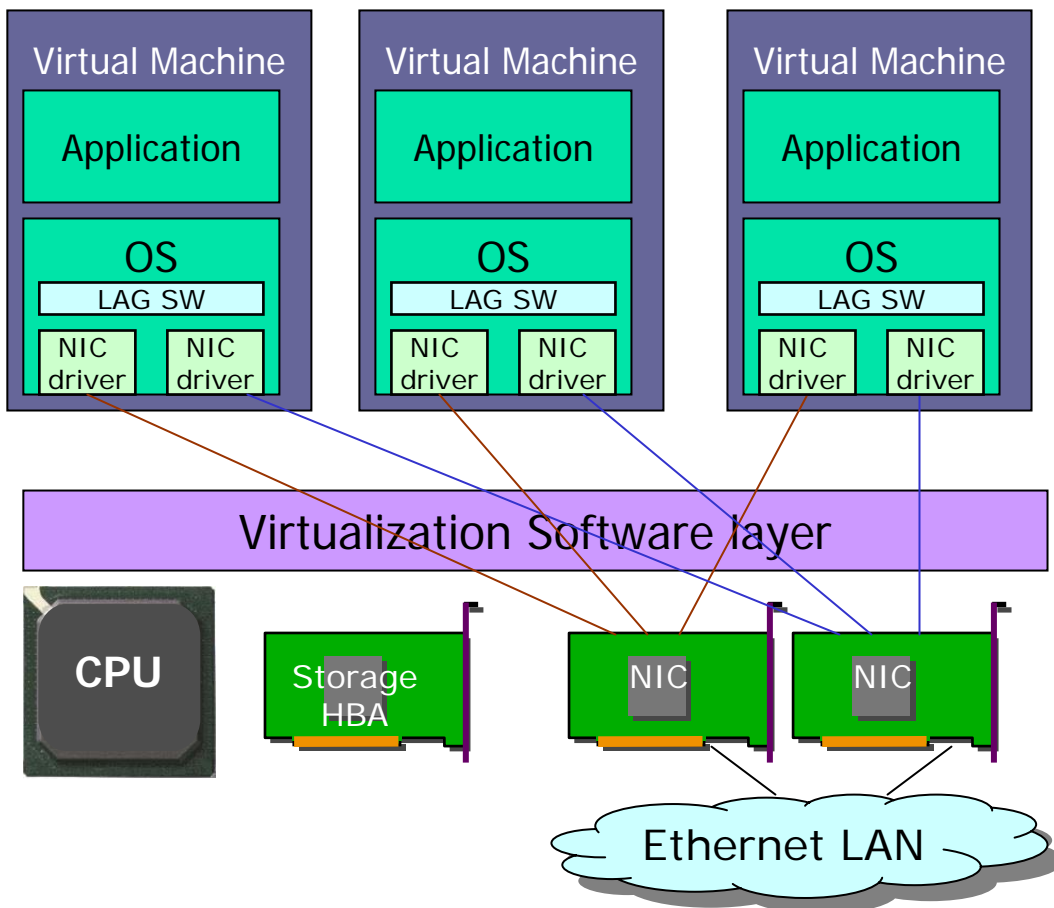 Virtual Machine
Application
OS
LAG SW
NIC
driver
NIC
driver
Virtual Machine
Application
OS
LAG SW
NIC
driver
NIC
driver
Virtual Machine
Application
OS
LAG SW
NIC
driver
NIC
driver
Virtualization Software layer
CPU
Storage
HBA
NIC
NIC
Ethernet LAN